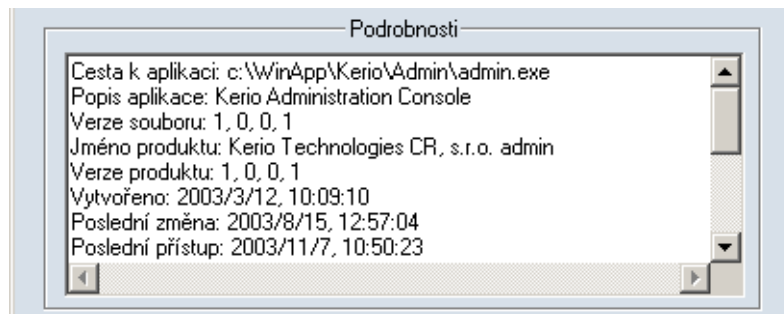 Podrobnosti
Cesta k aplikaci: c:\WinApp\Kerio\Admin\admin.exe
Popis aplikace: Kerio Administration Console
Verze souboru: 1, 0, 0, 1
Jméno produktu: Kerio Technologies CR, s.r.o. admin
Verze produktu: 1, 0, 0, 1
Vytvořeno: 2003/3/12, 10:09:10
Poslední změna: 2003/8/15, 12:57:04
Poslední přístup: 2003/11/7, 10:50:23